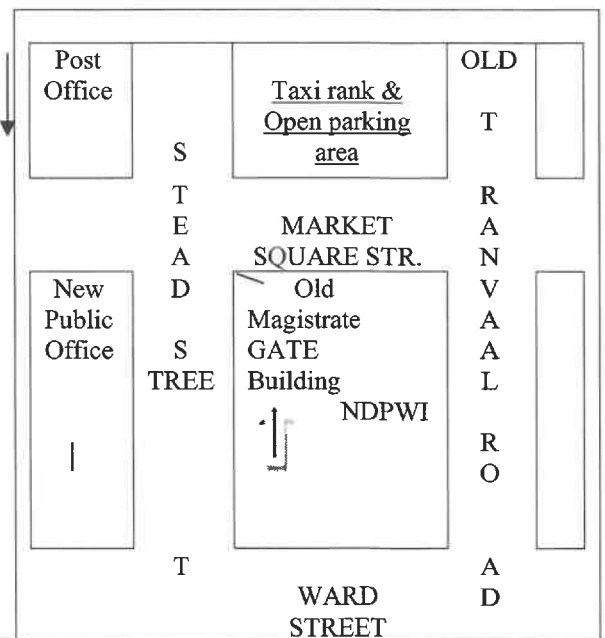 Post
Office
Taxi rank &
Open parking
area
OLD
T
R
A
N
V
A
A
L
R
O
A
D
S
T
E
A
D
S
TREE
T
MARKET
SQUARE STR.
New
Public
Office
Old
Magistrate
GATE
Building
NDPWI
WARD
STREET